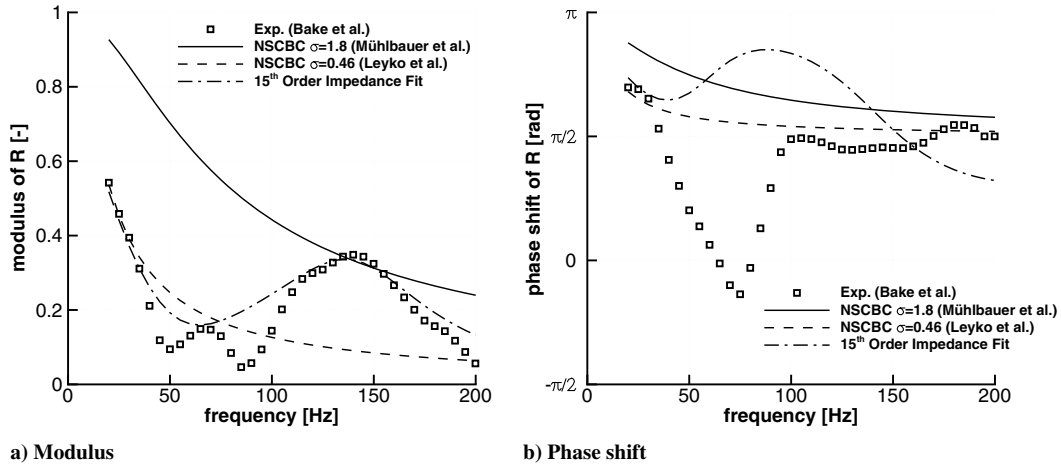 modulus of R [-]
1
0.8
0.6
0.4
0.2
0
0 50 100 150 200
frequency [Hz]
Exp. (Bake et al.)
NSCBC σ=1.8 (Mühlbauer et al.)
NSCBC σ=0.46 (Leyko et al.)
15th Order Impedance Fit
a) Modulus
phase shift of R [rad]
π
π/2
0
-π/2
0 50 100 150 200
frequency [Hz]
Exp. (Bake et al.)
NSCBC σ=1.8 (Mühlbauer et al.)
NSCBC σ=0.46 (Leyko et al.)
15th Order Impedance Fit
b) Phase shift